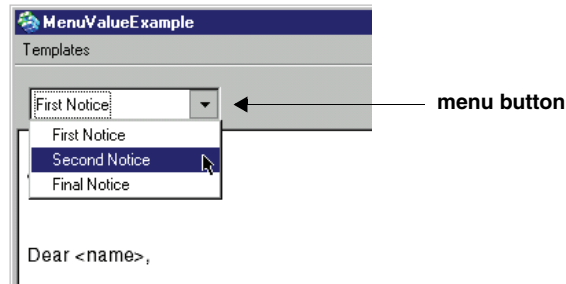 MenuValueExample
Templates
First Notice
menu button
First Notice
Second Notice
Final Notice
Dear <name>,